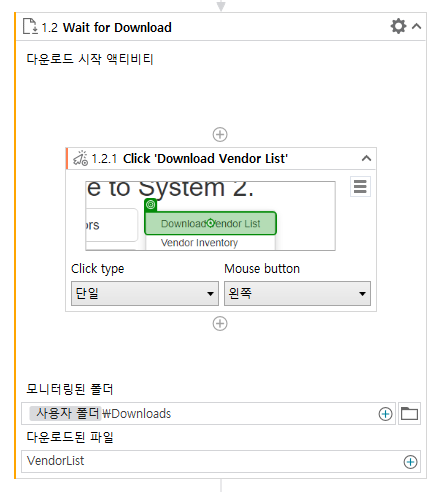 1.2 Wait for Download
다운로드 시작 액티비티
1.2.1 Click 'Download Vendor List'
e to System 2.
ors
Download Vendor List
Vendor Inventory
Click type
Mouse button
단일
왼쪽
모니터링된 폴더
사용자 폴더₩Downloads
다운로드된 파일
VendorList